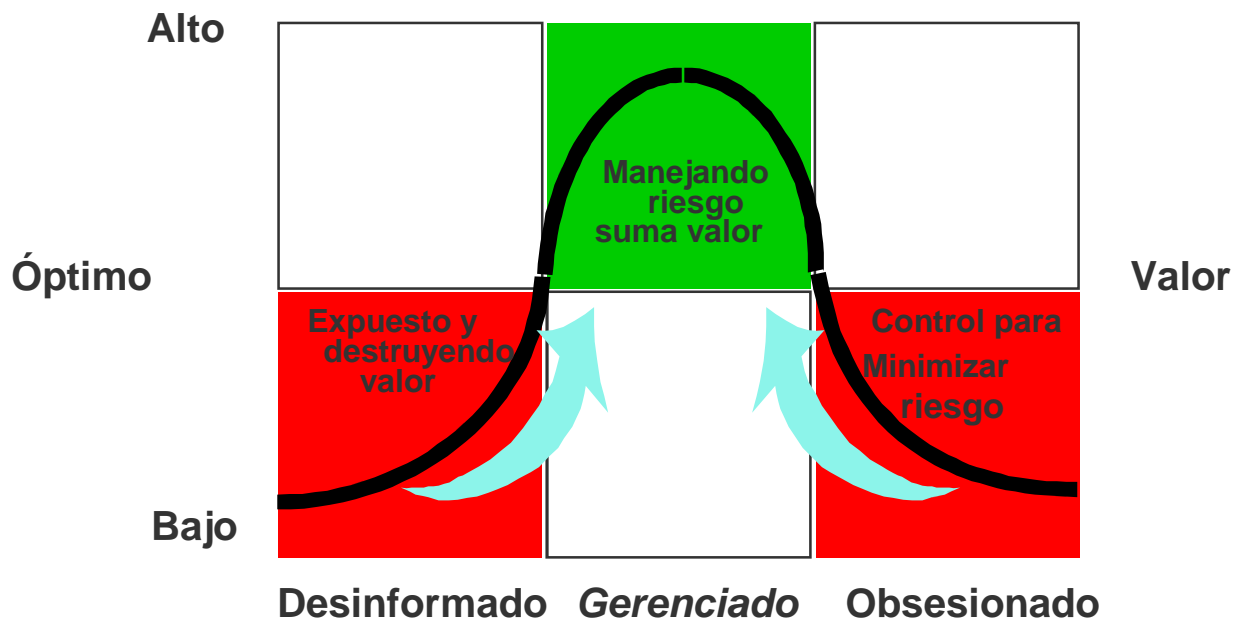 Alto
Manejando
riesgo
suma valor
Óptimo
Valor
Expuesto y
destruyendo
valor
Control para
Minimizar
riesgo
Bajo
Desinformado Gerenciado Obsesionado